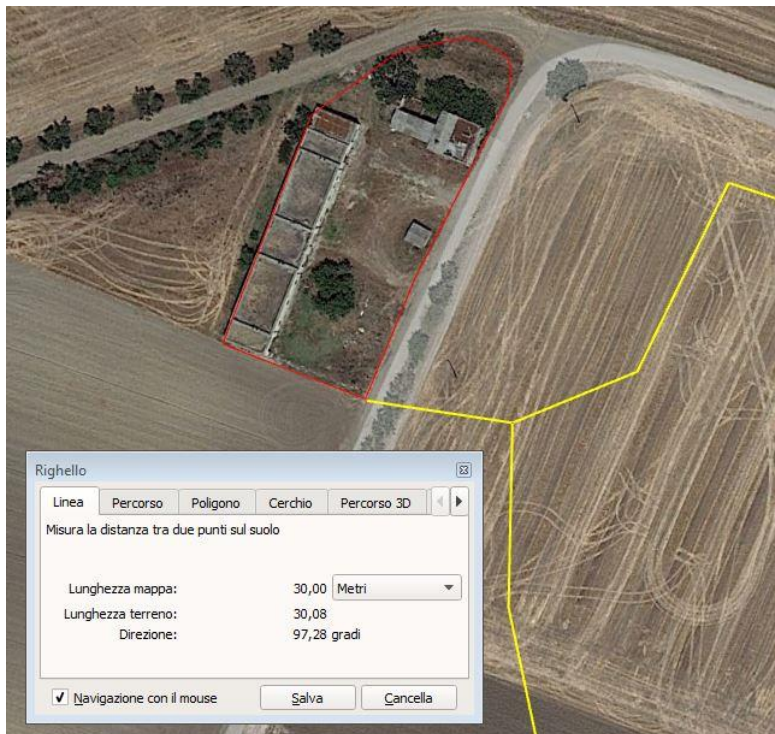 Righello
Linea Percorso Poligono Cerchio Percorso 3D
Misura la distanza tra due punti sul suolo
Lunghezza mappa: 30,00 Metri
Lunghezza terreno: 30,08
Direzione: 97,28 gradi
Navigazione con il mouse Salva Cancella